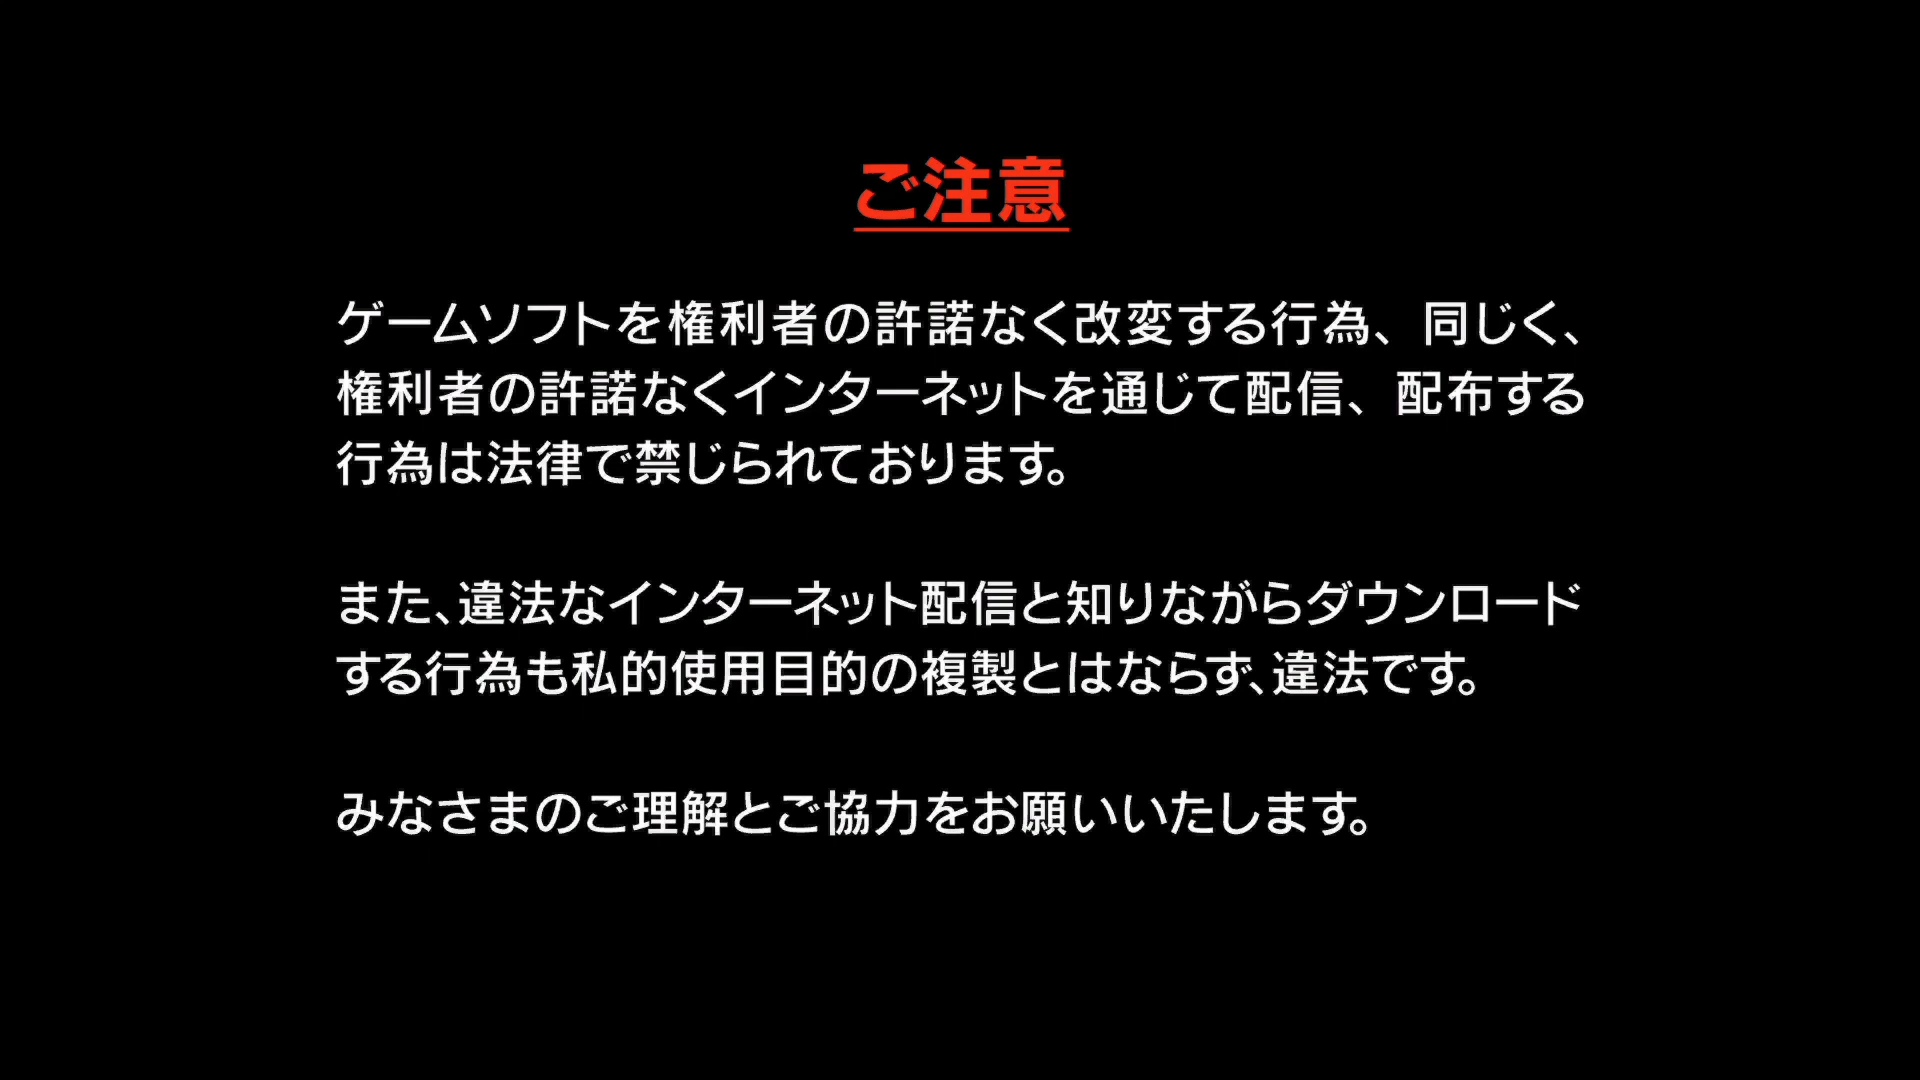 ご注意
ゲームソフトを権利者の許諾なく改変する行為、同じく、
権利者の許諾なくインターネットを通じて配信、配布する
行為は法律で禁じられております。
また、違法なインターネット配信と知りながらダウンロード
する行為も私的使用目的の複製とはならず、違法です。
みなさまのご理解とご協力をお願いいたします。